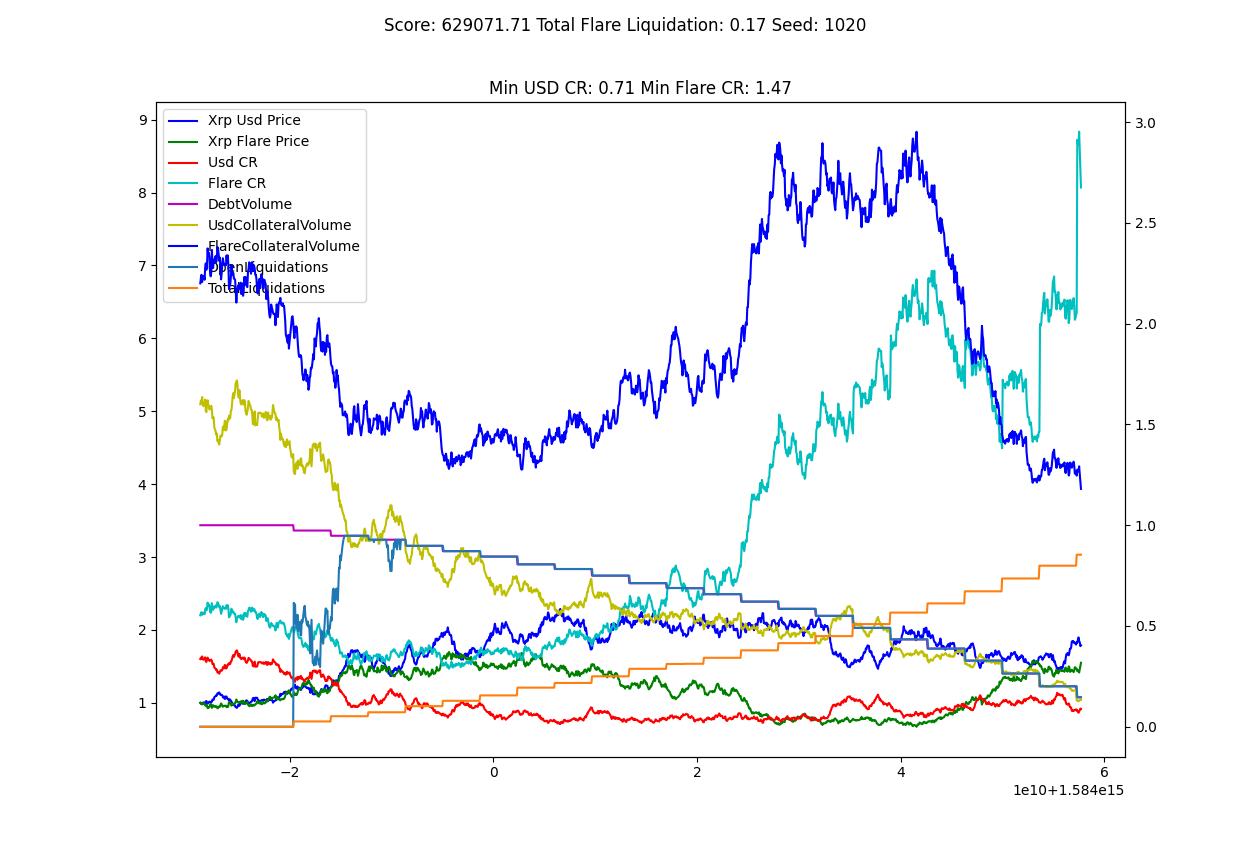 Score: 629071.71 Total Flare Liquidation: 0.17 Seed: 1020
Min USD CR: 0.71 Min Flare CR: 1.47
Xrp Usd Price
Xrp Flare Price
Usd CR
Flare CR
DebtVolume
UsdCollateralVolume
FlareCollateralVolume
OpenLiquidations
TotalLiquidations
9
8
7
6
5
4
3
2
1
3.0
2.5
2.0
1.5
1.0
0.5
0.0
−2
0
2
4
6
1e10+1.584e15